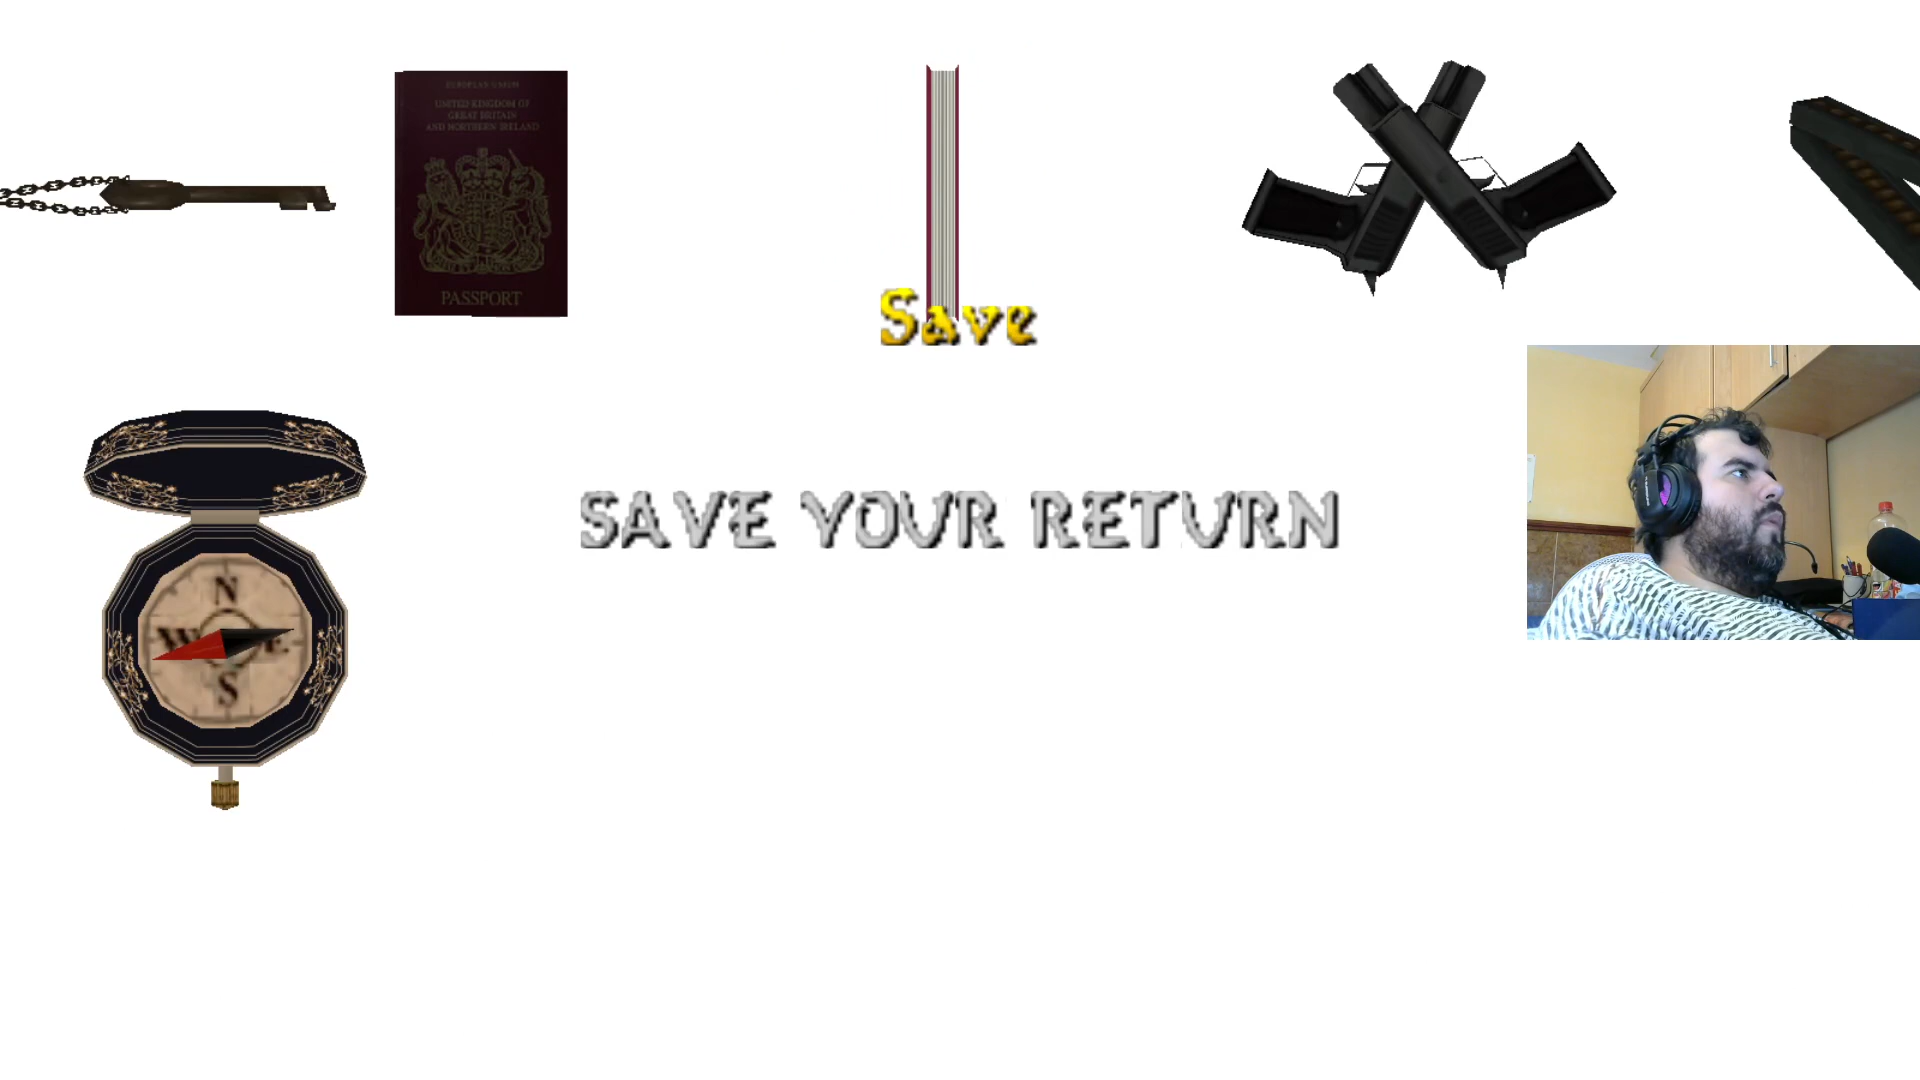 EUROPEAN UNION
UNITED KINGDOM OF
GREAT BRITAIN
AND NORTHERN IRELAND
PASSPORT
Save
SAVE YOUR RETURN
N
W E
S